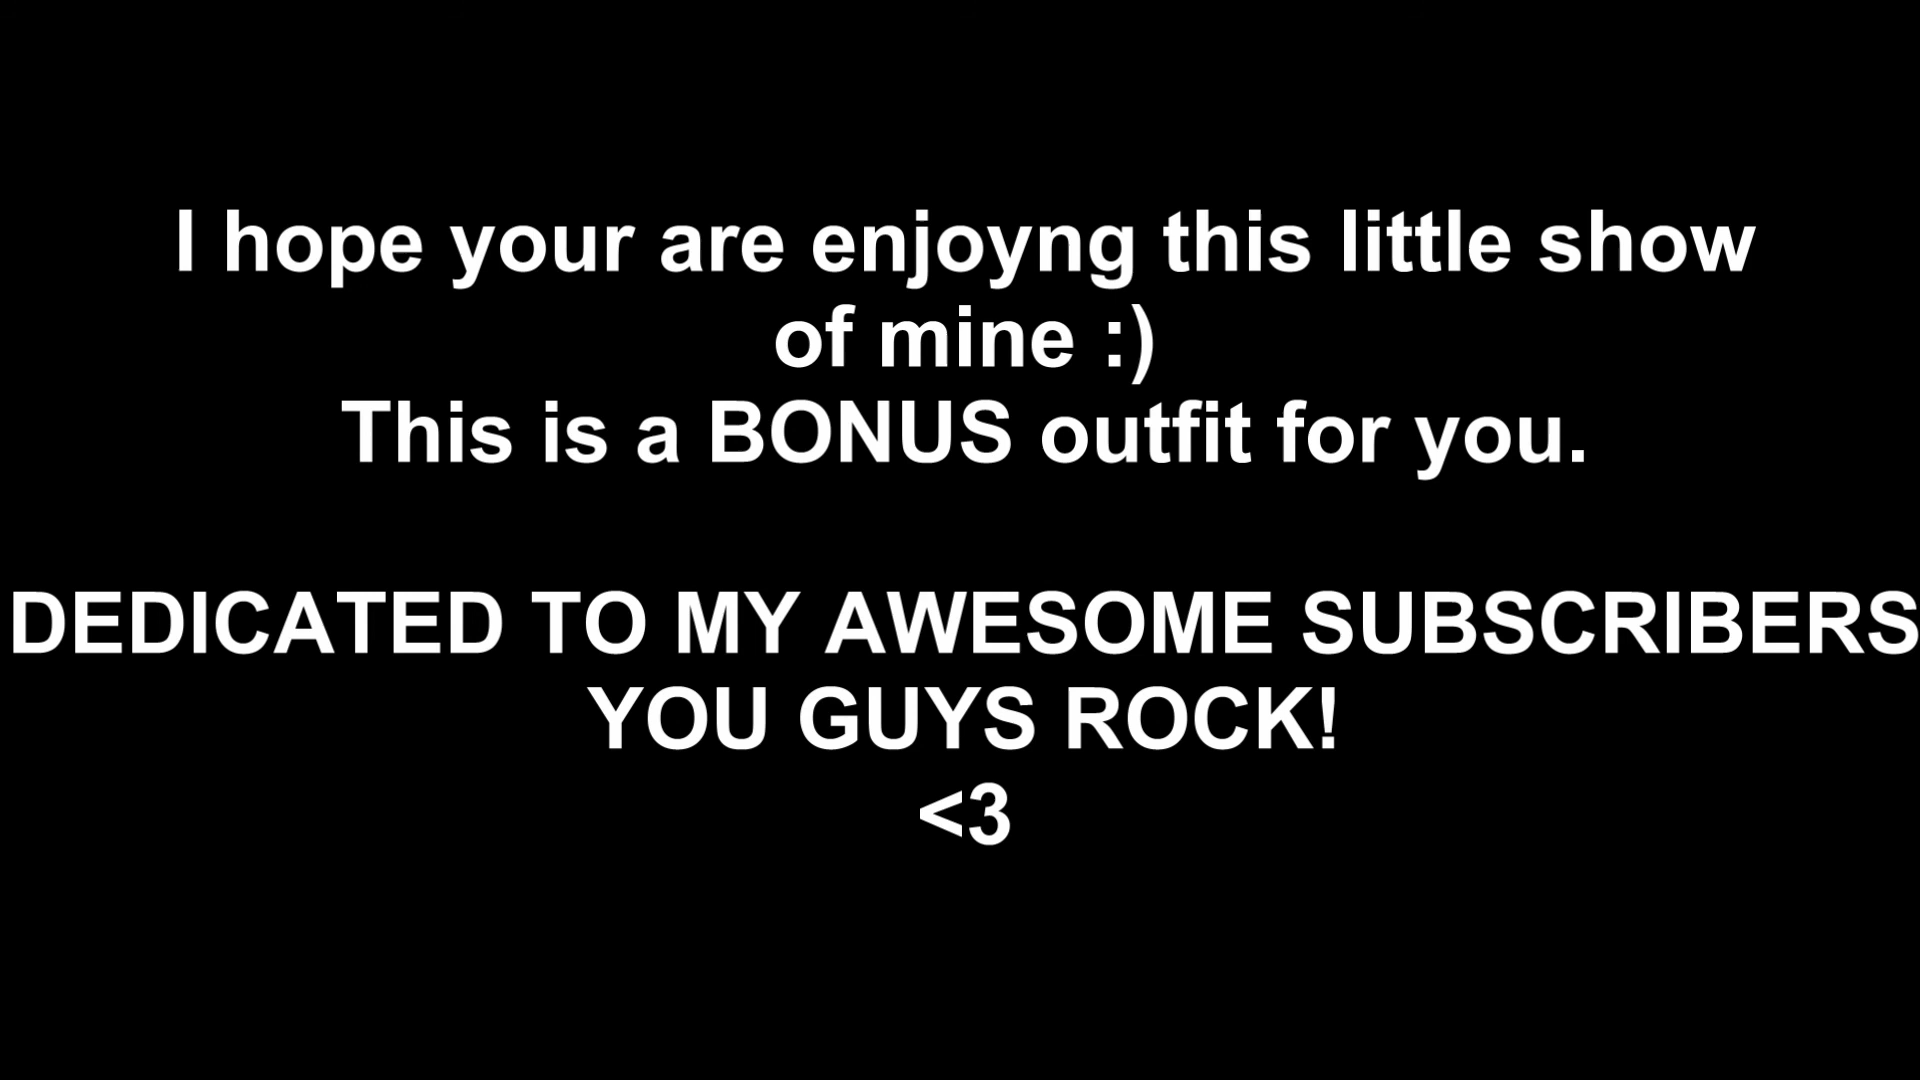 I hope your are enjoyng this little show
of mine :)
This is a BONUS outfit for you.
DEDICATED TO MY AWESOME SUBSCRIBERS
YOU GUYS ROCK!
<3